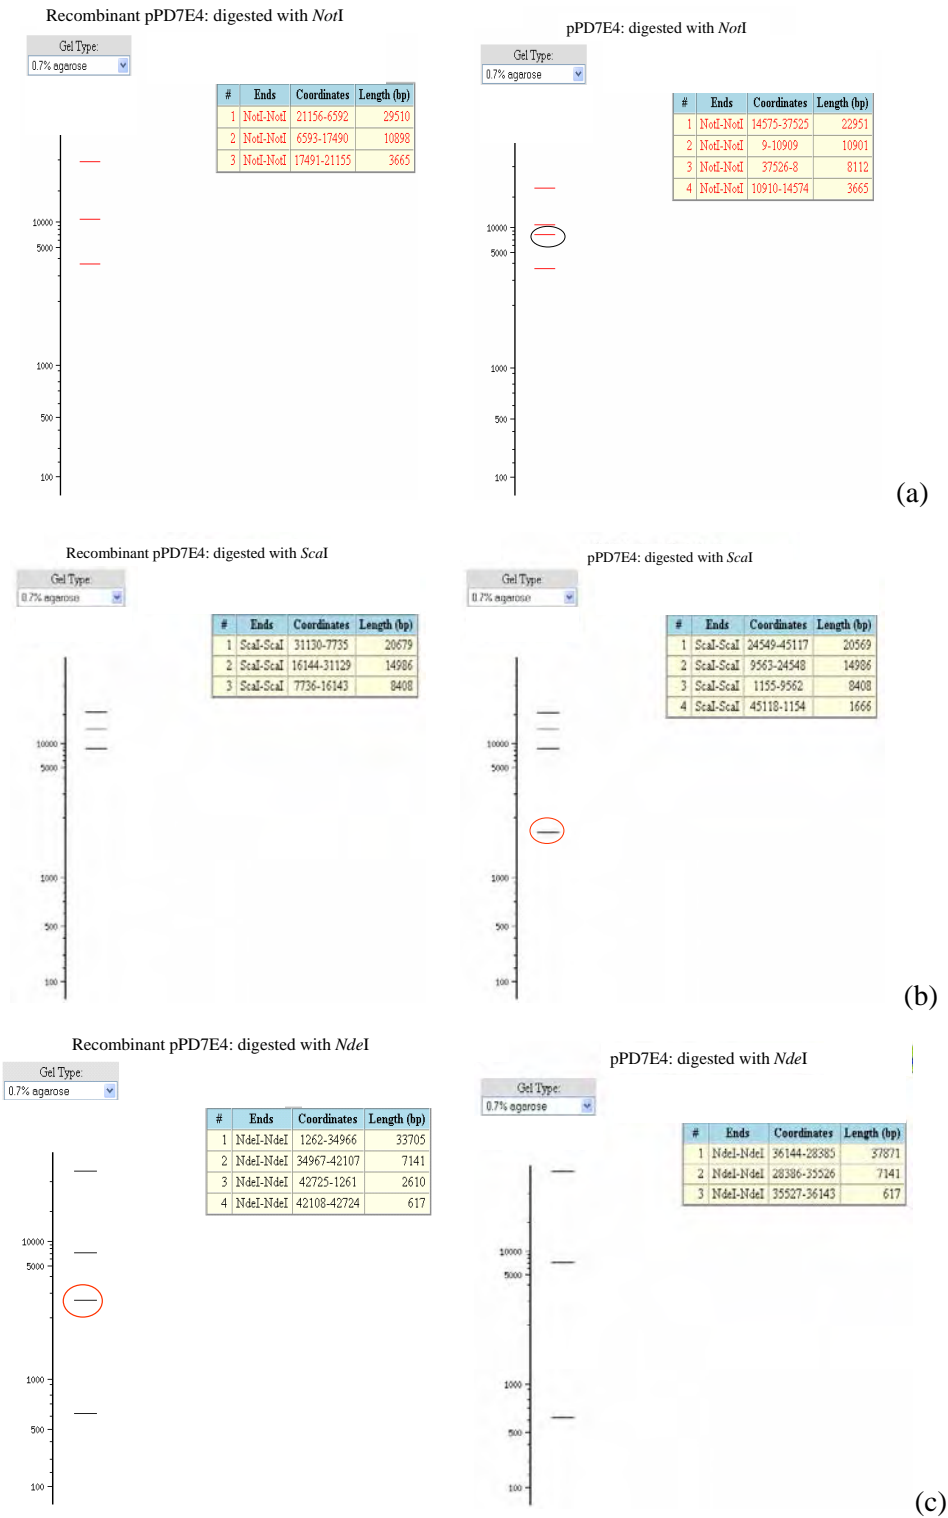 Recombinant pPD7E4: digested with NotI
Gel Type:
0.7% agarose
# Ends Coordinates Length (bp)
1 NotI-NotI 21156-6592 29510
2 NotI-NotI 6593-17490 10898
3 NotI-NotI 17491-21155 3665
10000
5000
1000
500
100
pPD7E4: digested with NotI
Gel Type:
0.7% agarose
# Ends Coordinates Length (bp)
1 NotI-NotI 14575-37525 22951
2 NotI-NotI 9-10909 10901
3 NotI-NotI 37526-8 8112
4 NotI-NotI 10910-14574 3665
10000
5000
1000
500
100
(a)
Recombinant pPD7E4: digested with ScaI
Gel Type:
0.7% agarose
# Ends Coordinates Length (bp)
1 ScaI-ScaI 31130-7735 20679
2 ScaI-ScaI 16144-31129 14986
3 ScaI-ScaI 7736-16143 8408
10000
5000
1000
500
100
pPD7E4: digested with ScaI
Gel Type:
0.7% agarose
# Ends Coordinates Length (bp)
1 ScaI-ScaI 24549-45117 20569
2 ScaI-ScaI 9563-24548 14986
3 ScaI-ScaI 1155-9562 8408
4 ScaI-ScaI 45118-1154 1666
10000
5000
1000
500
100
(b)
Recombinant pPD7E4: digested with NdeI
Gel Type:
0.7% agarose
# Ends Coordinates Length (bp)
1 NdeI-NdeI 1262-34966 33705
2 NdeI-NdeI 34967-42107 7141
3 NdeI-NdeI 42725-1261 2610
4 NdeI-NdeI 42108-42724 617
10000
5000
1000
500
100
pPD7E4: digested with NdeI
Gel Type:
0.7% agarose
# Ends Coordinates Length (bp)
1 NdeI-NdeI 36144-28385 37871
2 NdeI-NdeI 28386-35526 7141
3 NdeI-NdeI 35527-36143 617
10000
5000
1000
500
100
(c)